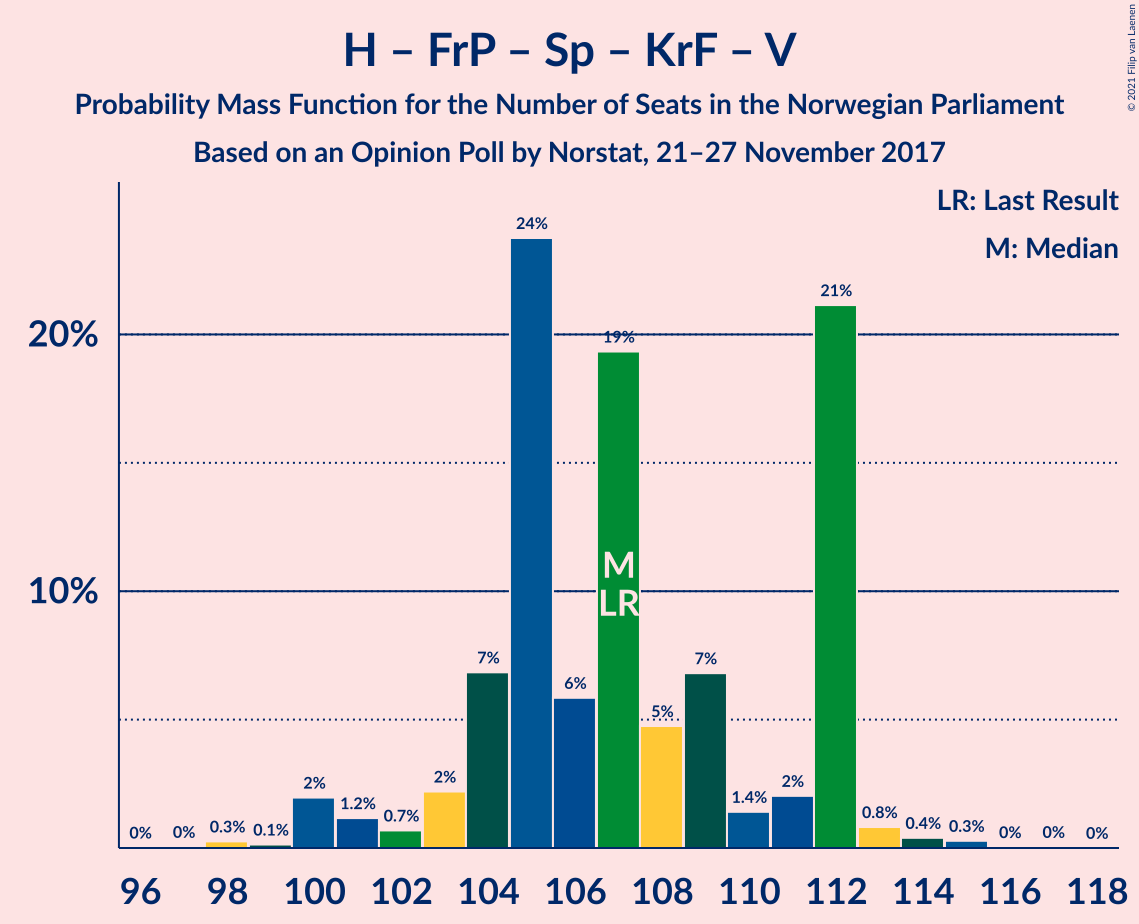 H – FrP – Sp – KrF – V
Probability Mass Function for the Number of Seats in the Norwegian Parliament
Based on an Opinion Poll by Norstat, 21–27 November 2017
© 2021 Filip van Laenen
LR: Last Result
M: Median
20%
10%
0% 0% 0.3% 0.1% 2% 1.2% 0.7% 2% 7% 24% 6% 19% 5% 7% 1.4% 2% 21% 0.8% 0.4% 0.3% 0% 0% 0%
M
LR
96 98 100 102 104 106 108 110 112 114 116 118